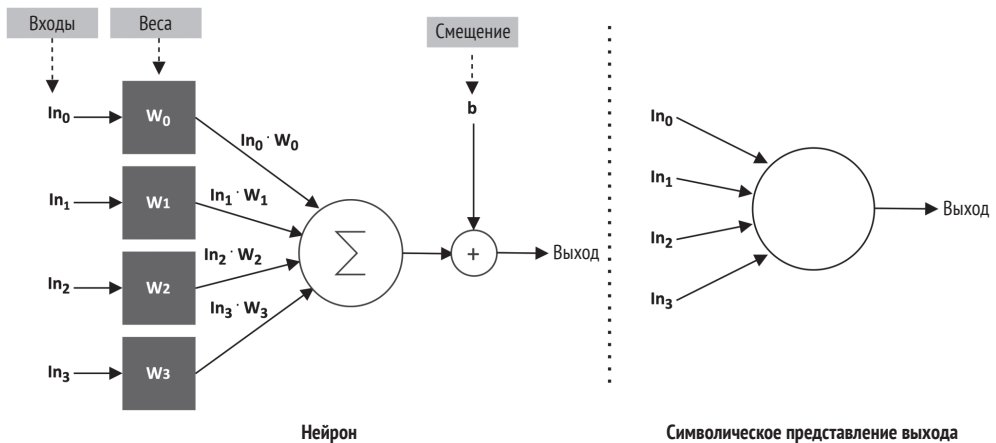 Входы
Веса
Смещение
In₀
W₀
In₀ · W₀
b
In₁
W₁
In₁ · W₁
In₂
W₂
In₂ · W₂
In₃
W₃
In₃ · W₃
∑
+
Выход
Нейрон
In₀
In₁
In₂
In₃
Выход
Символическое представление выхода